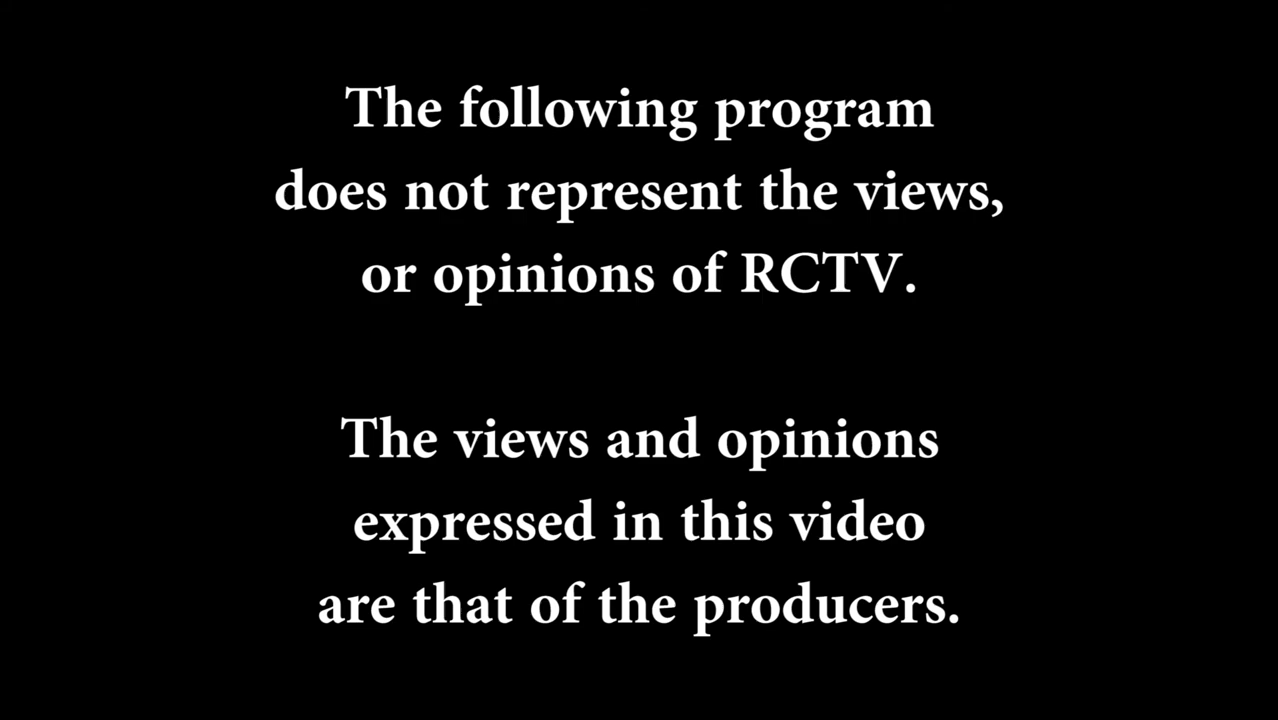 The following program
does not represent the views,
or opinions of RCTV.
The views and opinions
expressed in this video
are that of the producers.